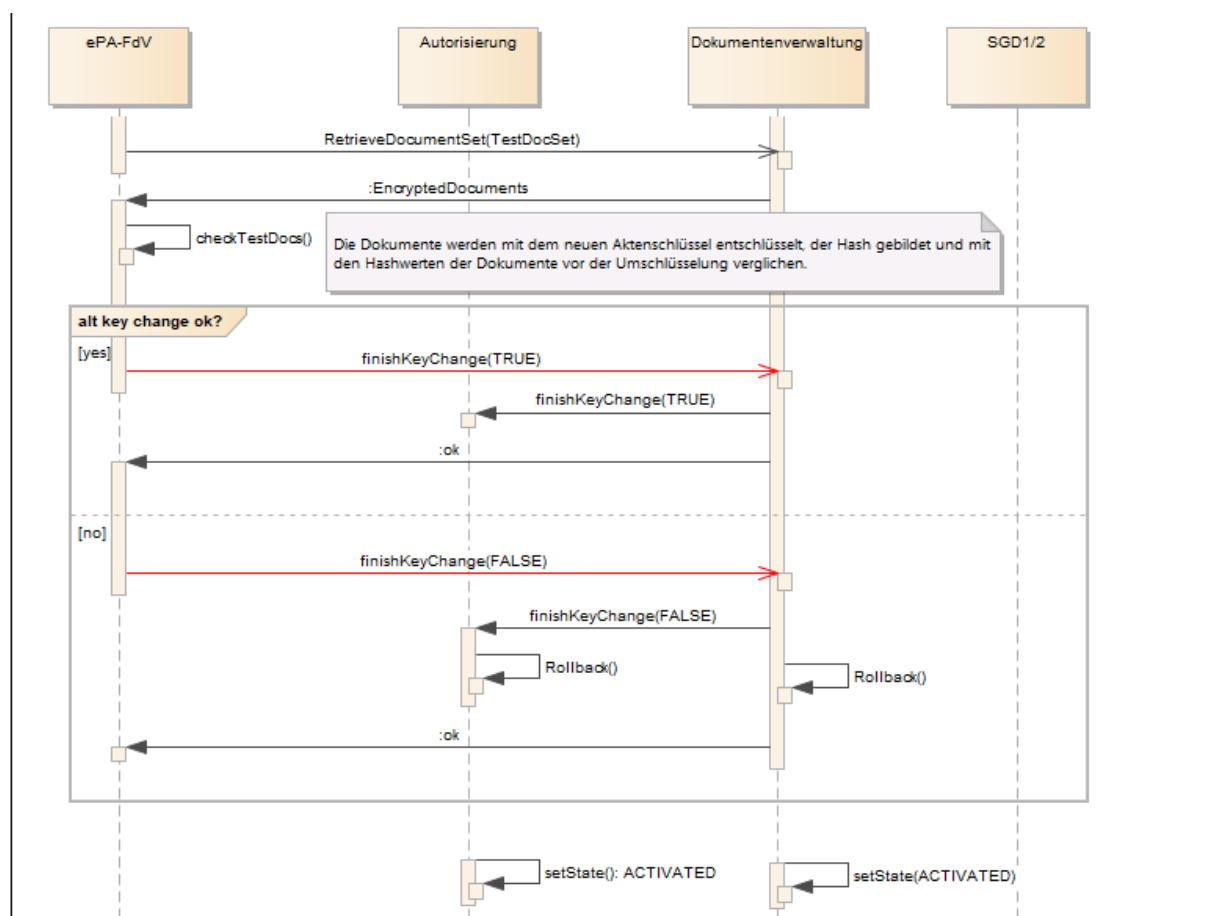 ePA-FdV
Autorisierung
Dokumentenverwaltung
SGD1/2
RetrieveDocumentSet(TestDocSet)
:EncryptedDocuments
checkTestDocs()
Die Dokumente werden mit dem neuen Aktenschlüssel entschlüsselt, der Hash gebildet und mit
den Hashwerten der Dokumente vor der Umschlüsselung verglichen.
alt key change ok?
[yes]
finishKeyChange(TRUE)
finishKeyChange(TRUE)
:ok
[no]
finishKeyChange(FALSE)
finishKeyChange(FALSE)
Rollback()
Rollback()
:ok
setState(): ACTIVATED
setState(ACTIVATED)